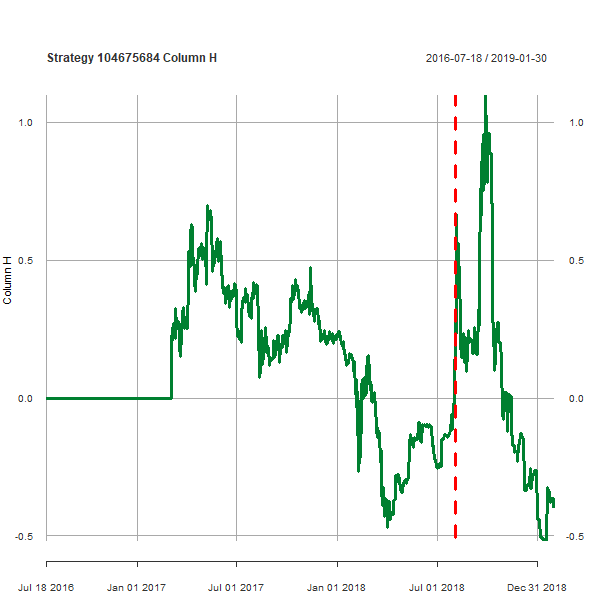 Strategy 104675684 Column H
2016-07-18 / 2019-01-30
1.0
1.0
0.5
0.5
Column H
0.0
0.0
-0.5
-0.5
Jul 18 2016
Jan 01 2017
Jul 01 2017
Jan 01 2018
Jul 01 2018
Dec 31 2018